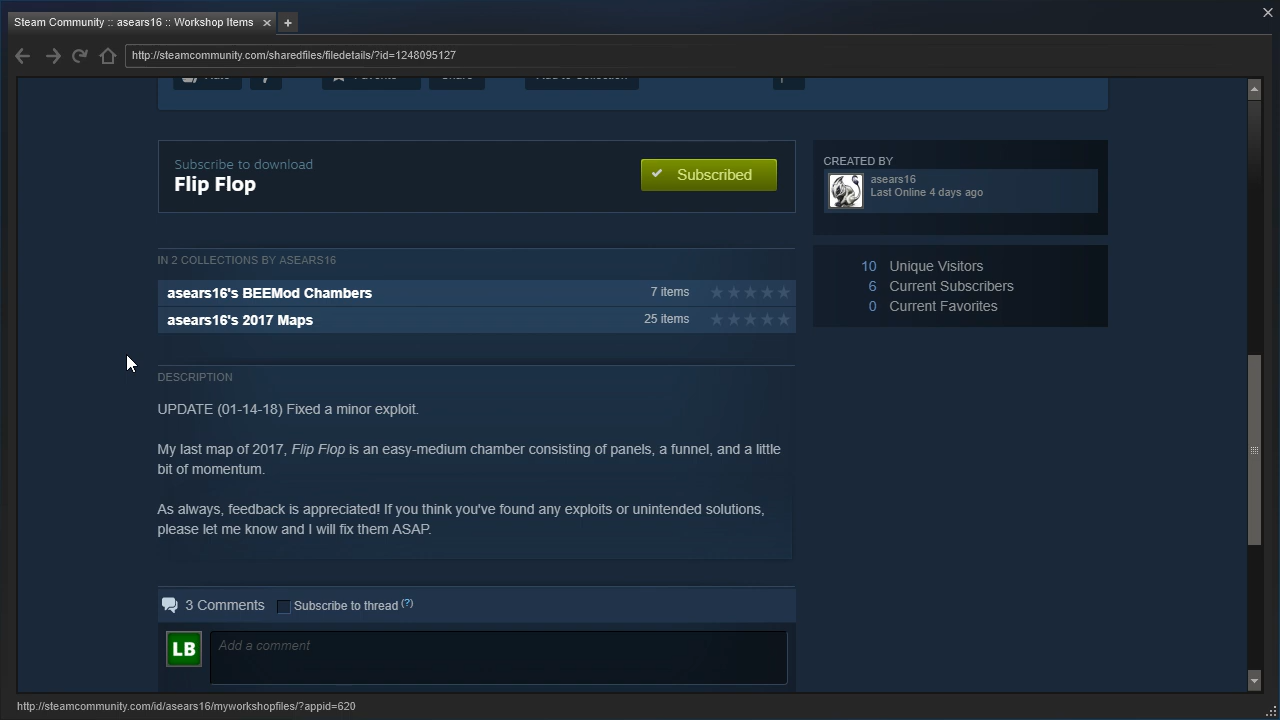 Steam Community :: asears16 :: Workshop Items
http://steamcommunity.com/sharedfiles/filedetails/?id=1248095127
Subscribe to download
Flip Flop
Subscribed
CREATED BY
asears16
Last Online 4 days ago
10 Unique Visitors
6 Current Subscribers
0 Current Favorites
IN 2 COLLECTIONS BY ASEARS16
asears16's BEEMod Chambers 7 items
asears16's 2017 Maps 25 items
DESCRIPTION
UPDATE (01-14-18) Fixed a minor exploit.
My last map of 2017, Flip Flop is an easy-medium chamber consisting of panels, a funnel, and a little
bit of momentum.
As always, feedback is appreciated! If you think you've found any exploits or unintended solutions,
please let me know and I will fix them ASAP.
3 Comments Subscribe to thread (?)
LB Add a comment
http://steamcommunity.com/id/asears16/myworkshopfiles/?appid=620